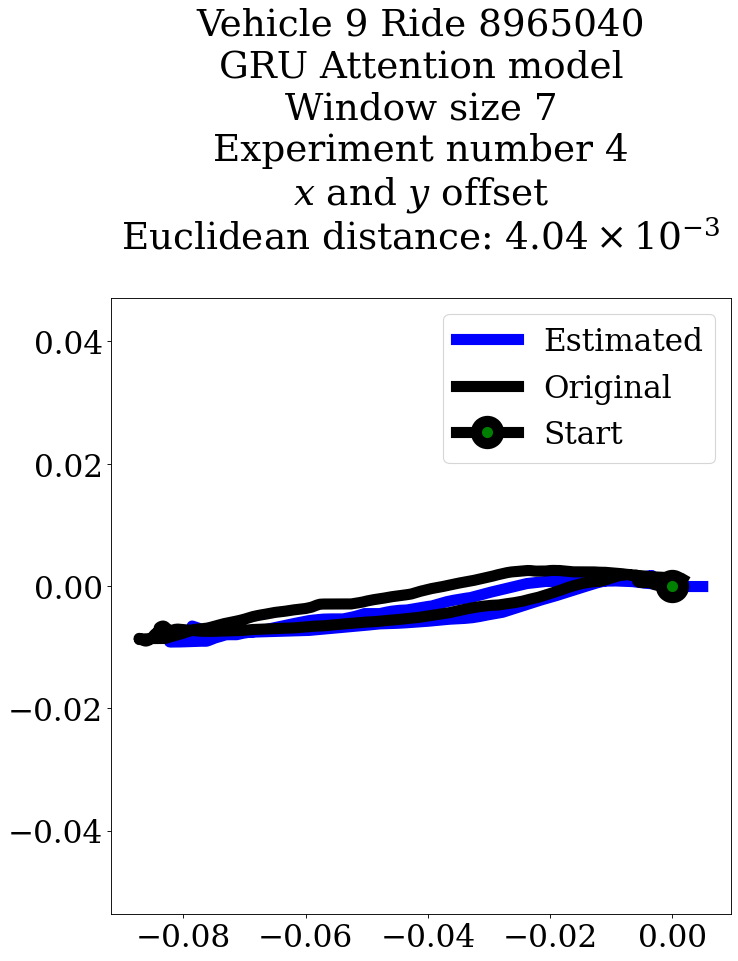 Vehicle 9 Ride 8965040
GRU Attention model
Window size 7
Experiment number 4
x and y offset
Euclidean distance: 4.04 × 10⁻³
Estimated
Original
Start
0.04
0.02
0.00
−0.02
−0.04
−0.08 −0.06 −0.04 −0.02 0.00